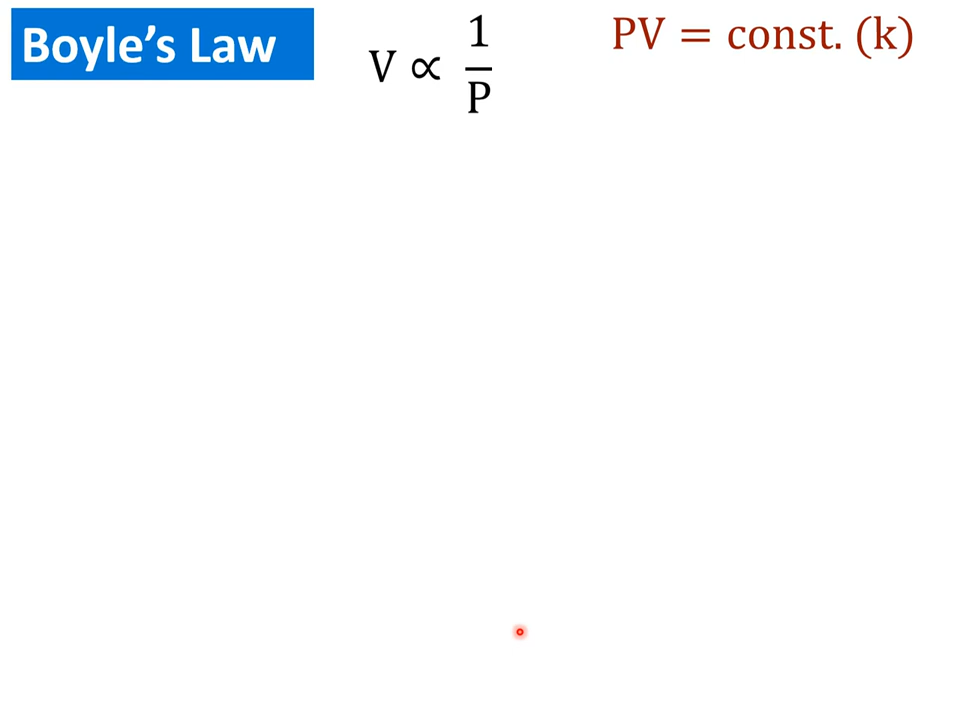 Boyle’s Law
V ∝ 1/P
PV = const. (k)